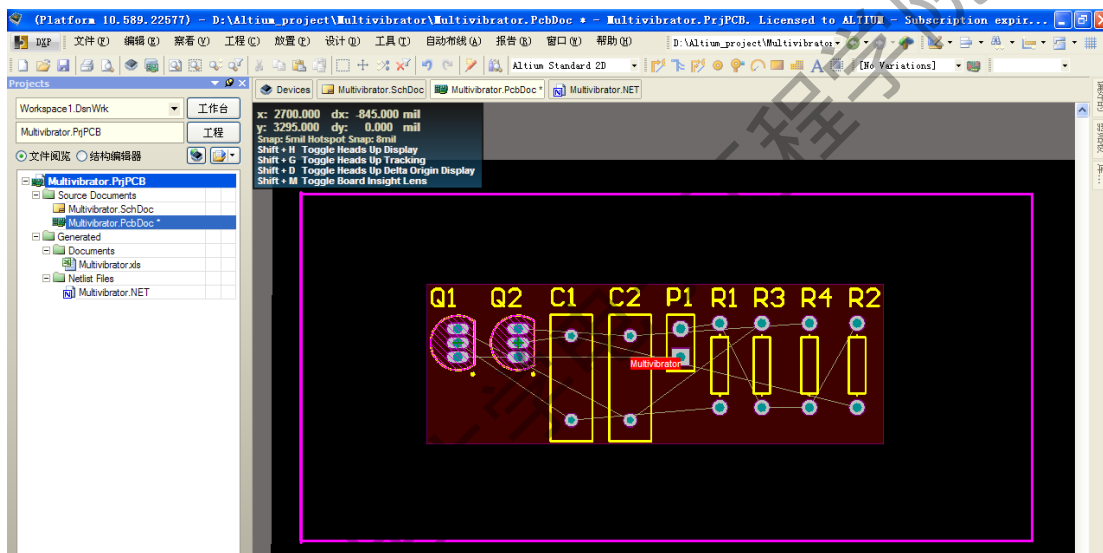 (Platform 10.589.22577) - D:\Altium_project\Multivibrator\Multivibrator.PcbDoc * - Multivibrator.PrjPCB. Licensed to ALTIUM - Subscription expir...
DXP 文件(F) 编辑(E) 察看(V) 工程(C) 放置(P) 设计(D) 工具(T) 自动布线(A) 报告(R) 窗口(W) 帮助(H) D:\Altium_project\Multivibrator
Altium Standard 2D [No Variations]
Projects
Devices Multivibrator.SchDoc Multivibrator.PcbDoc * Multivibrator.NET
Workspace1.DsnWrk 工作台
Multivibrator.PrjPCB 工程
文件阅览 结构编辑器
Multivibrator.PrjPCB
Source Documents
Multivibrator.SchDoc
Multivibrator.PcbDoc *
Generated
Documents
Multivibrator.xls
Netlist Files
Multivibrator.NET
x: 2700.000 dx: -845.000 mil
y: 3295.000 dy: 0.000 mil
Snap: 5mil Hotspot Snap: 8mil
Shift + H Toggle Heads Up Display
Shift + G Toggle Heads Up Tracking
Shift + D Toggle Heads Up Delta Origin Display
Shift + M Toggle Board Insight Lens
Q1 Q2 C1 C2 P1 R1 R3 R4 R2
Multivibrator